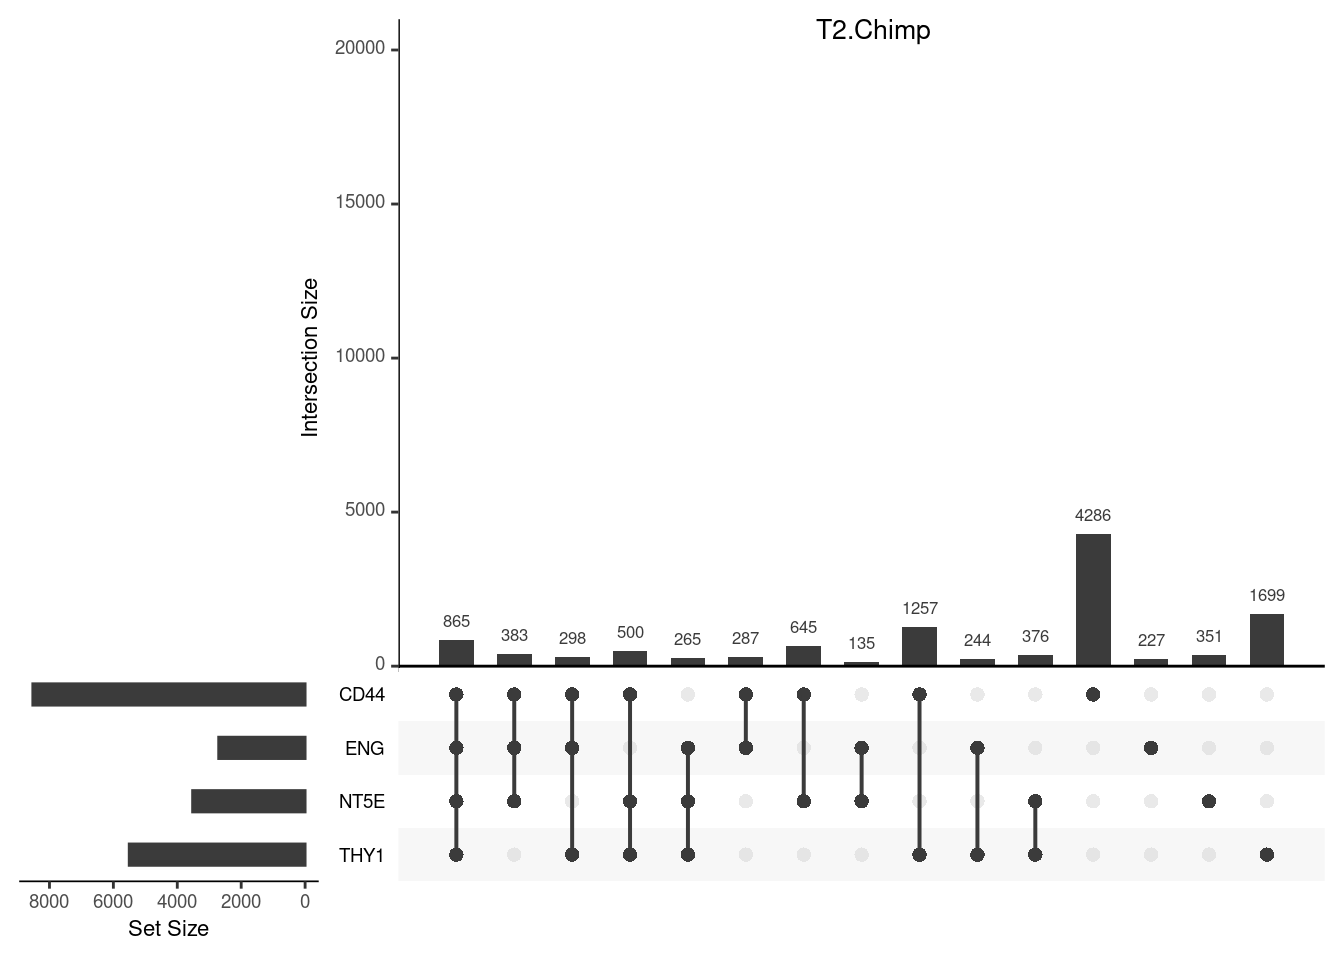 T2.Chimp
20000
15000
10000
5000
0
Intersection Size
865 383 298 500 265 287 645 135 1257 244 376 4286 227 351 1699
CD44
ENG
NT5E
THY1
8000 6000 4000 2000 0
Set Size